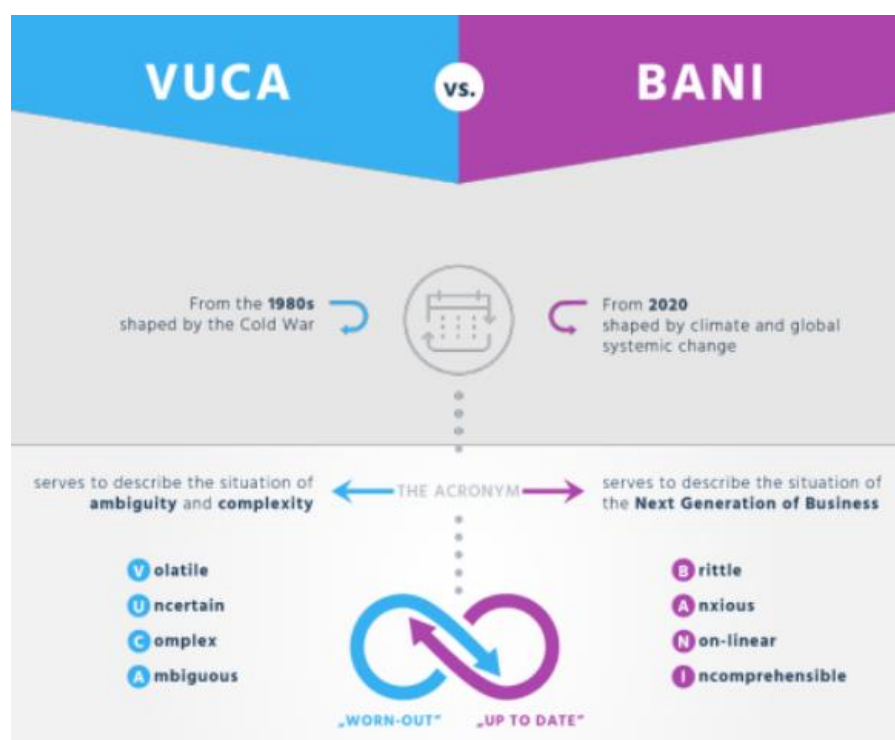 VUCA
vs.
BANI
From the 1980s
shaped by the Cold War
From 2020
shaped by climate and global
systemic change
serves to describe the situation of
ambiguity and complexity
THE ACRONYM
serves to describe the situation of
the Next Generation of Business
Volatile
Uncertain
Complex
Ambiguous
Brittle
Anxious
Non-linear
Incomprehensible
„WORN-OUT“
„UP TO DATE“